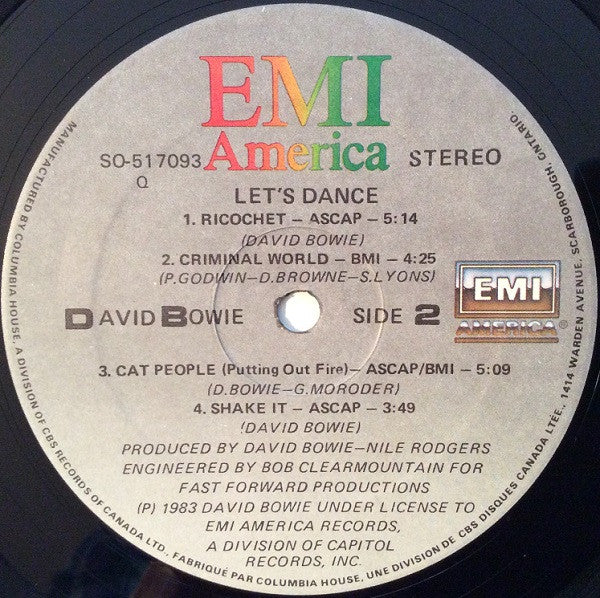 EMI
America
SO-517093
Q
STEREO
LET'S DANCE
1. RICOCHET – ASCAP – 5:14
(DAVID BOWIE)
2. CRIMINAL WORLD – BMI – 4:25
(P.GODWIN–D.BROWNE–S.LYONS)
DAVID BOWIE
SIDE 2
EMI
AMERICA®
3. CAT PEOPLE (Putting Out Fire)– ASCAP/BMI – 5:09
(D.BOWIE–G.MORODER)
4. SHAKE IT – ASCAP – 3:49
(DAVID BOWIE)
PRODUCED BY DAVID BOWIE–NILE RODGERS
ENGINEERED BY BOB CLEARMOUNTAIN FOR
FAST FORWARD PRODUCTIONS
(P) 1983 DAVID BOWIE UNDER LICENSE TO
EMI AMERICA RECORDS,
A DIVISION OF CAPITOL
RECORDS, INC.
MANUFACTURED BY COLUMBIA HOUSE, A DIVISION OF CBS RECORDS OF CANADA LTD. FABRIQUÉ PAR COLUMBIA HOUSE, UNE DIVISION DE CBS DISQUES CANADA LTÉE., 1414 WARDEN AVENUE, SCARBOROUGH, ONTARIO.